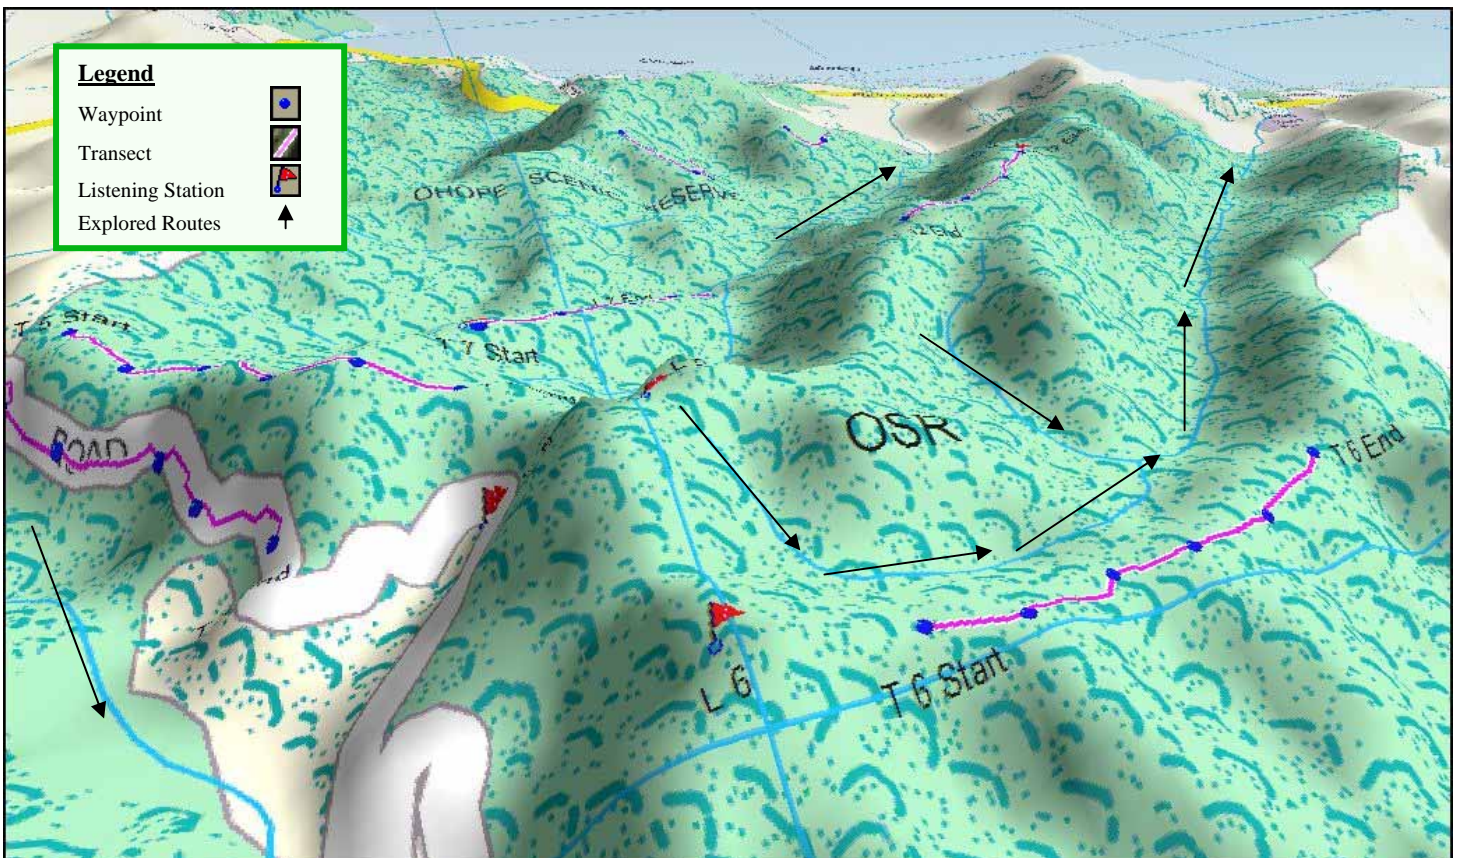 Legend
Waypoint
Transect
Listening Station
Explored Routes
OHOPE SCENIC RESERVE
T 5 Start
T 7 Start
ROAD
OSR
T 6 End
T 6 Start
L 6